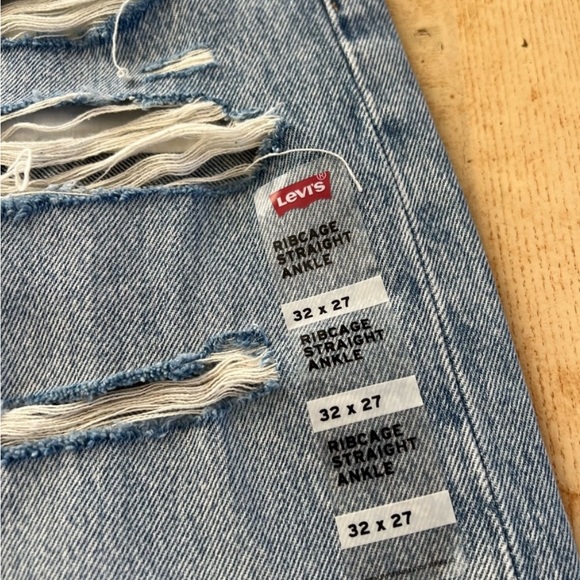 Levi's®
RIBCAGE
STRAIGHT
ANKLE
32 x 27
RIBCAGE
STRAIGHT
ANKLE
32 x 27
RIBCAGE
STRAIGHT
ANKLE
32 x 27